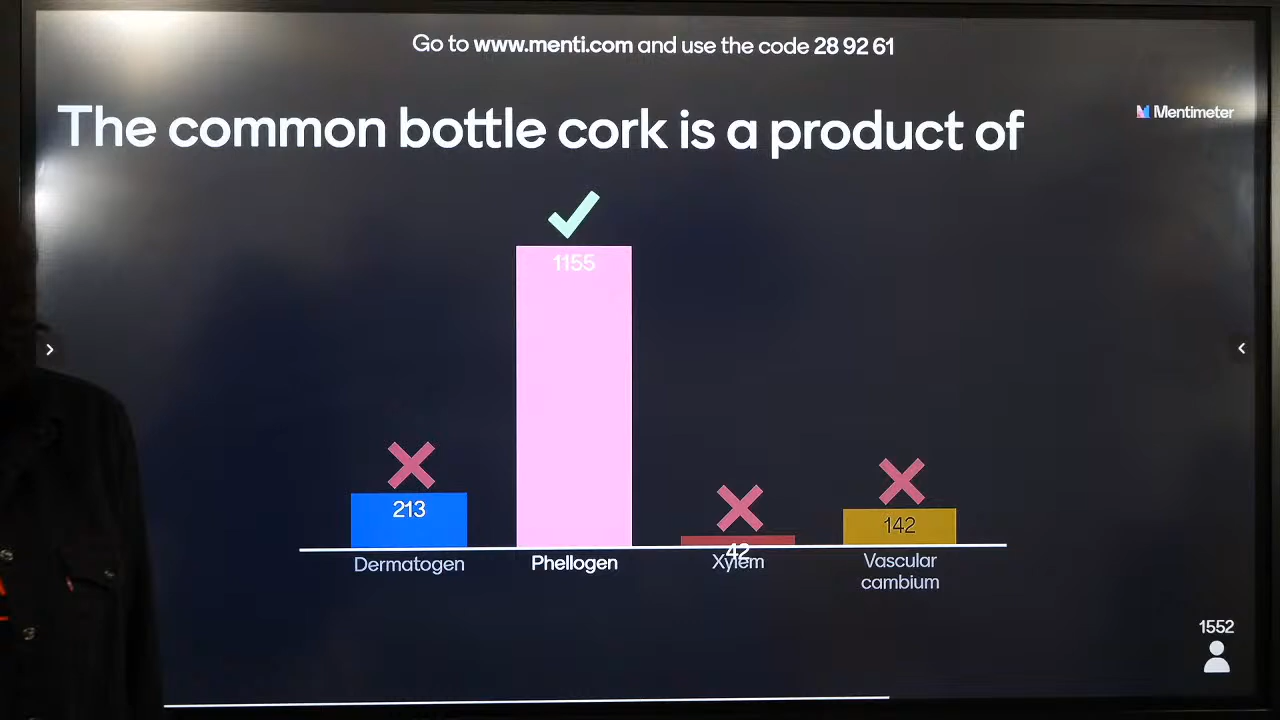 Go to www.menti.com and use the code 28 92 61
The common bottle cork is a product of
Mentimeter
1155
213
42
142
Dermatogen
Phellogen
Xylem
Vascular
cambium
1552